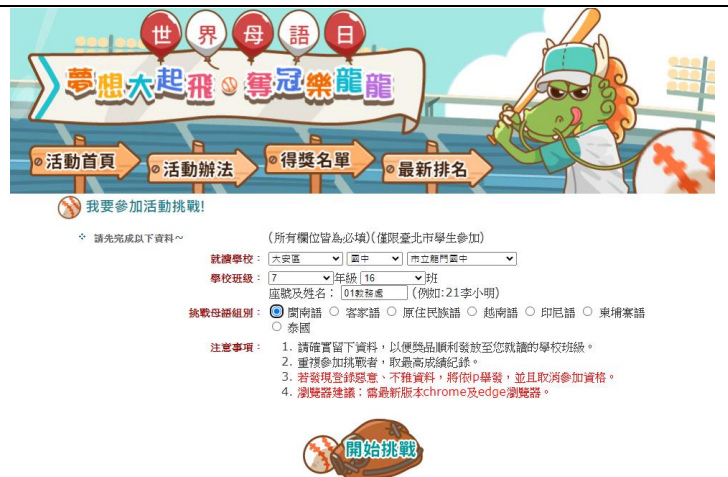 世界母語日
夢想大起飛 奪冠樂龍龍
活動首頁
活動辦法
得獎名單
最新排名
我要參加活動挑戰!
請先完成以下資料~ (所有欄位皆為必填)(僅限臺北市學生參加)
就讀學校： 大安區 國中 市立龍門國中
學校班級： 7 年級 16 班
座號及姓名： 01教務處 (例如:21李小明)
挑戰母語組別： 閩南語 客家語 原住民族語 越南語 印尼語 柬埔寨語
泰國
注意事項： 1. 請確實留下資料，以便獎品順利發放至您就讀的學校班級。
2. 重複參加挑戰者，取最高成績紀錄。
3. 若發現登錄惡意、不雅資料，將依ip舉發，並且取消參加資格。
4. 瀏覽器建議：需最新版本chrome及edge瀏覽器。
開始挑戰